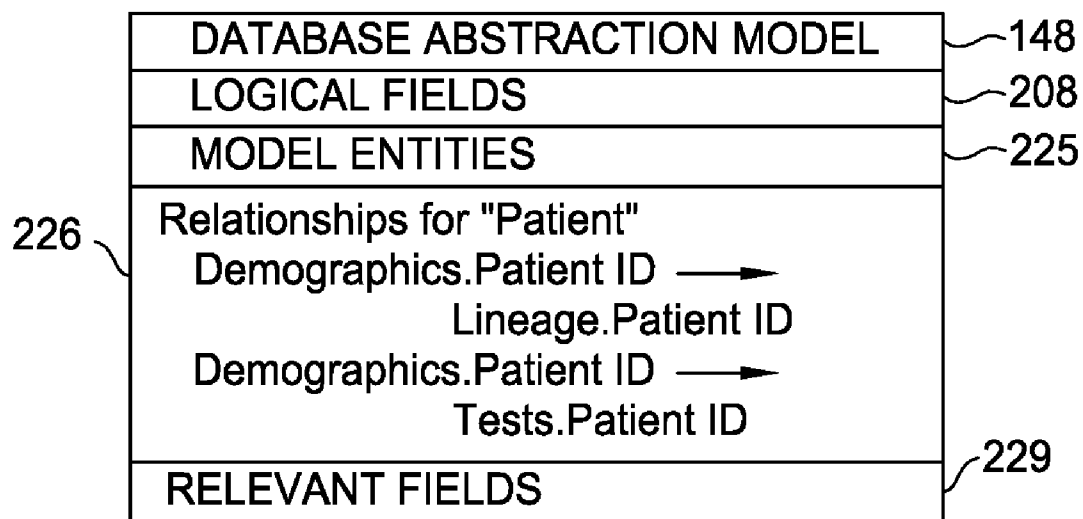 DATABASE ABSTRACTION MODEL 148
LOGICAL FIELDS 208
MODEL ENTITIES 225
226
Relationships for "Patient"
Demographics.Patient ID
Lineage.Patient ID
Demographics.Patient ID
Tests.Patient ID
RELEVANT FIELDS 229